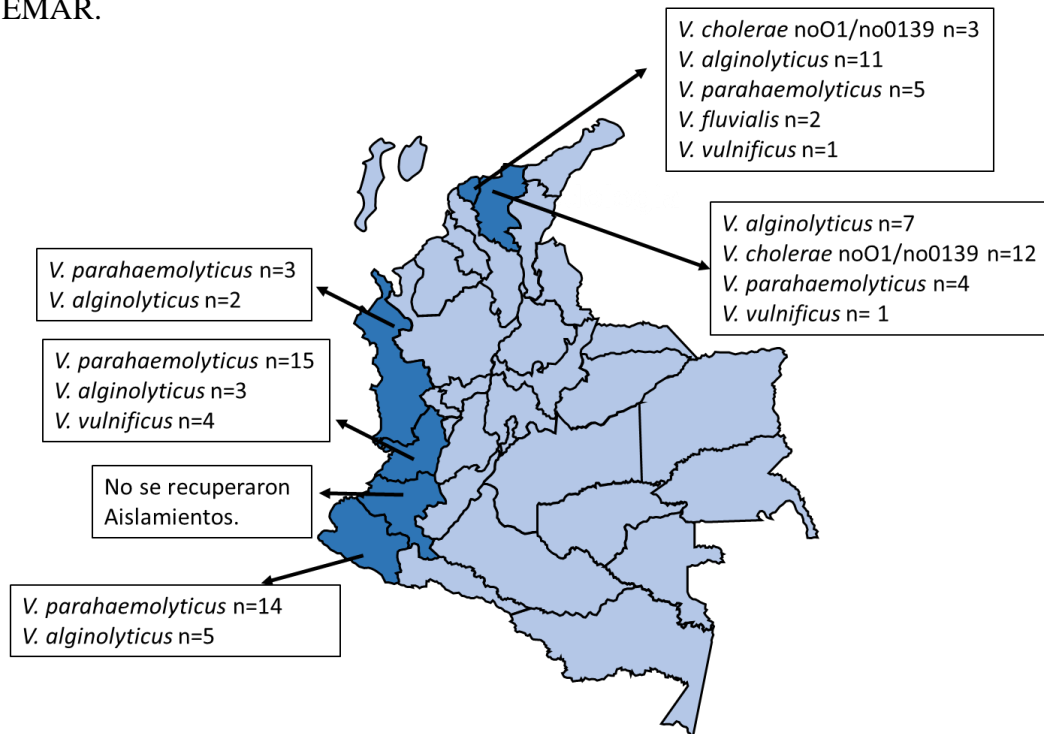 EMAR.
V. cholerae noO1/no0139 n=3
V. alginolyticus n=11
V. parahaemolyticus n=5
V. fluvialis n=2
V. vulnificus n=1
V. alginolyticus n=7
V. cholerae noO1/no0139 n=12
V. parahaemolyticus n=4
V. vulnificus n= 1
V. parahaemolyticus n=3
V. alginolyticus n=2
V. parahaemolyticus n=15
V. alginolyticus n=3
V. vulnificus n=4
No se recuperaron
Aislamientos.
V. parahaemolyticus n=14
V. alginolyticus n=5